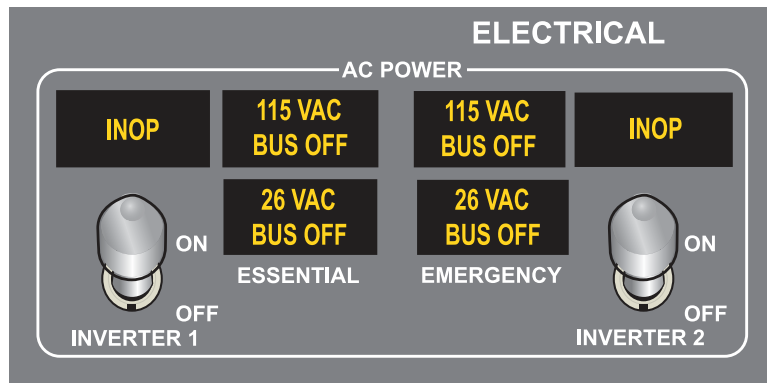 ELECTRICAL
AC POWER
INOP
115 VAC
BUS OFF
115 VAC
BUS OFF
INOP
26 VAC
BUS OFF
26 VAC
BUS OFF
ON
ON
ESSENTIAL
EMERGENCY
OFF
OFF
INVERTER 1
INVERTER 2